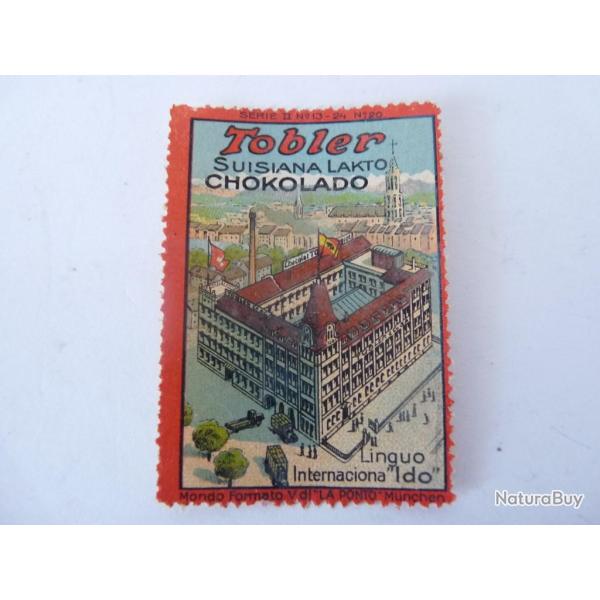 SERIE II No 13-24 No 20
Tobler
SUISIANA LAKTO
CHOKOLADO
Chocolat
Linguo
Internaciona "Ido"
Mondo Formato V di "LA PONTO" München
NaturaBuy